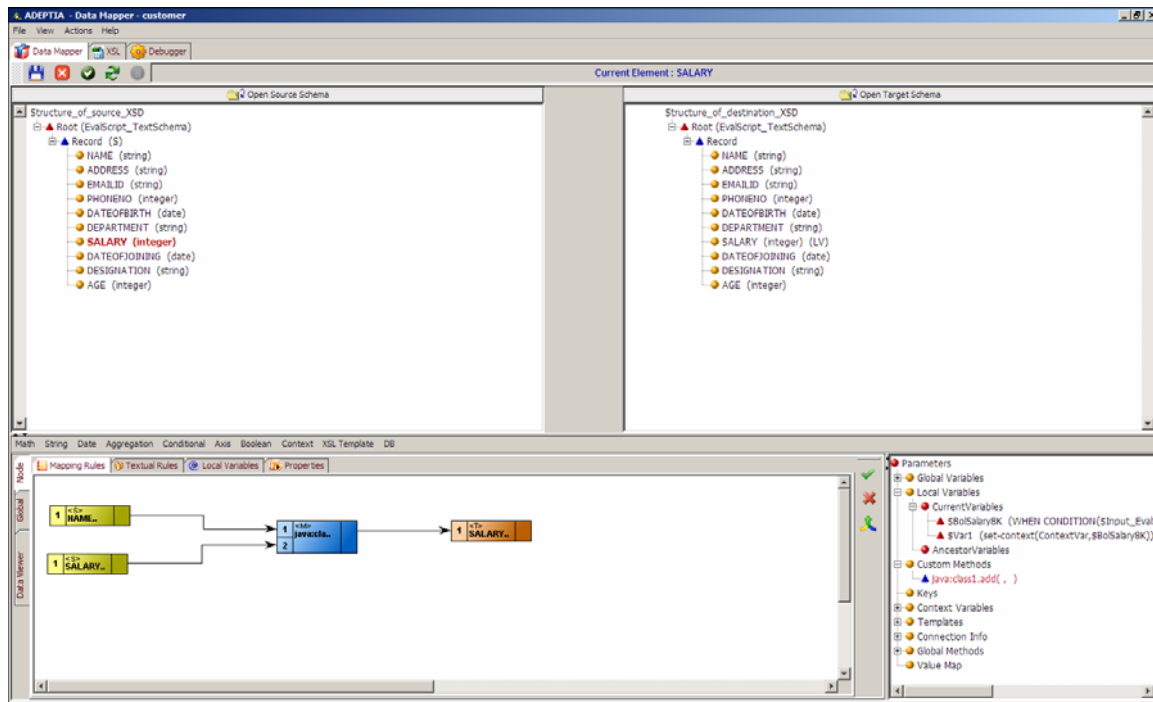 ADEPTIA - Data Mapper - customer
File View Actions Help
Data Mapper XSL Debugger
Current Element : SALARY
Open Source Schema
Open Target Schema
Structure_of_source_XSD
Root (EvalScript_TextSchema)
Record (S)
NAME (string)
ADDRESS (string)
EMAILID (string)
PHONENO (integer)
DATEOFBIRTH (date)
DEPARTMENT (string)
SALARY (integer)
DATEOFJOINING (date)
DESIGNATION (string)
AGE (integer)
Structure_of_destination_XSD
Root (EvalScript_TextSchema)
Record
NAME (string)
ADDRESS (string)
EMAILID (string)
PHONENO (integer)
DATEOFBIRTH (date)
DEPARTMENT (string)
SALARY (integer) (LV)
DATEOFJOINING (date)
DESIGNATION (string)
AGE (integer)
Math String Date Aggregation Conditional Axis Boolean Context XSL Template DB
Node
Global
Data Viewer
Mapping Rules Textual Rules Local Variables Properties
1 <S> NAME..
1 <S> SALARY..
1 <M> java:cla..
2
1 <T> SALARY..
Parameters
Global Variables
Local Variables
CurrentVariables
$BolSalary8K (WHEN CONDITION($Input_Eval
$Var1 (set-context(ContextVar,$BolSalary8K))
AncestorVariables
Custom Methods
java:class1.add( , )
Keys
Context Variables
Templates
Connection Info
Global Methods
Value Map